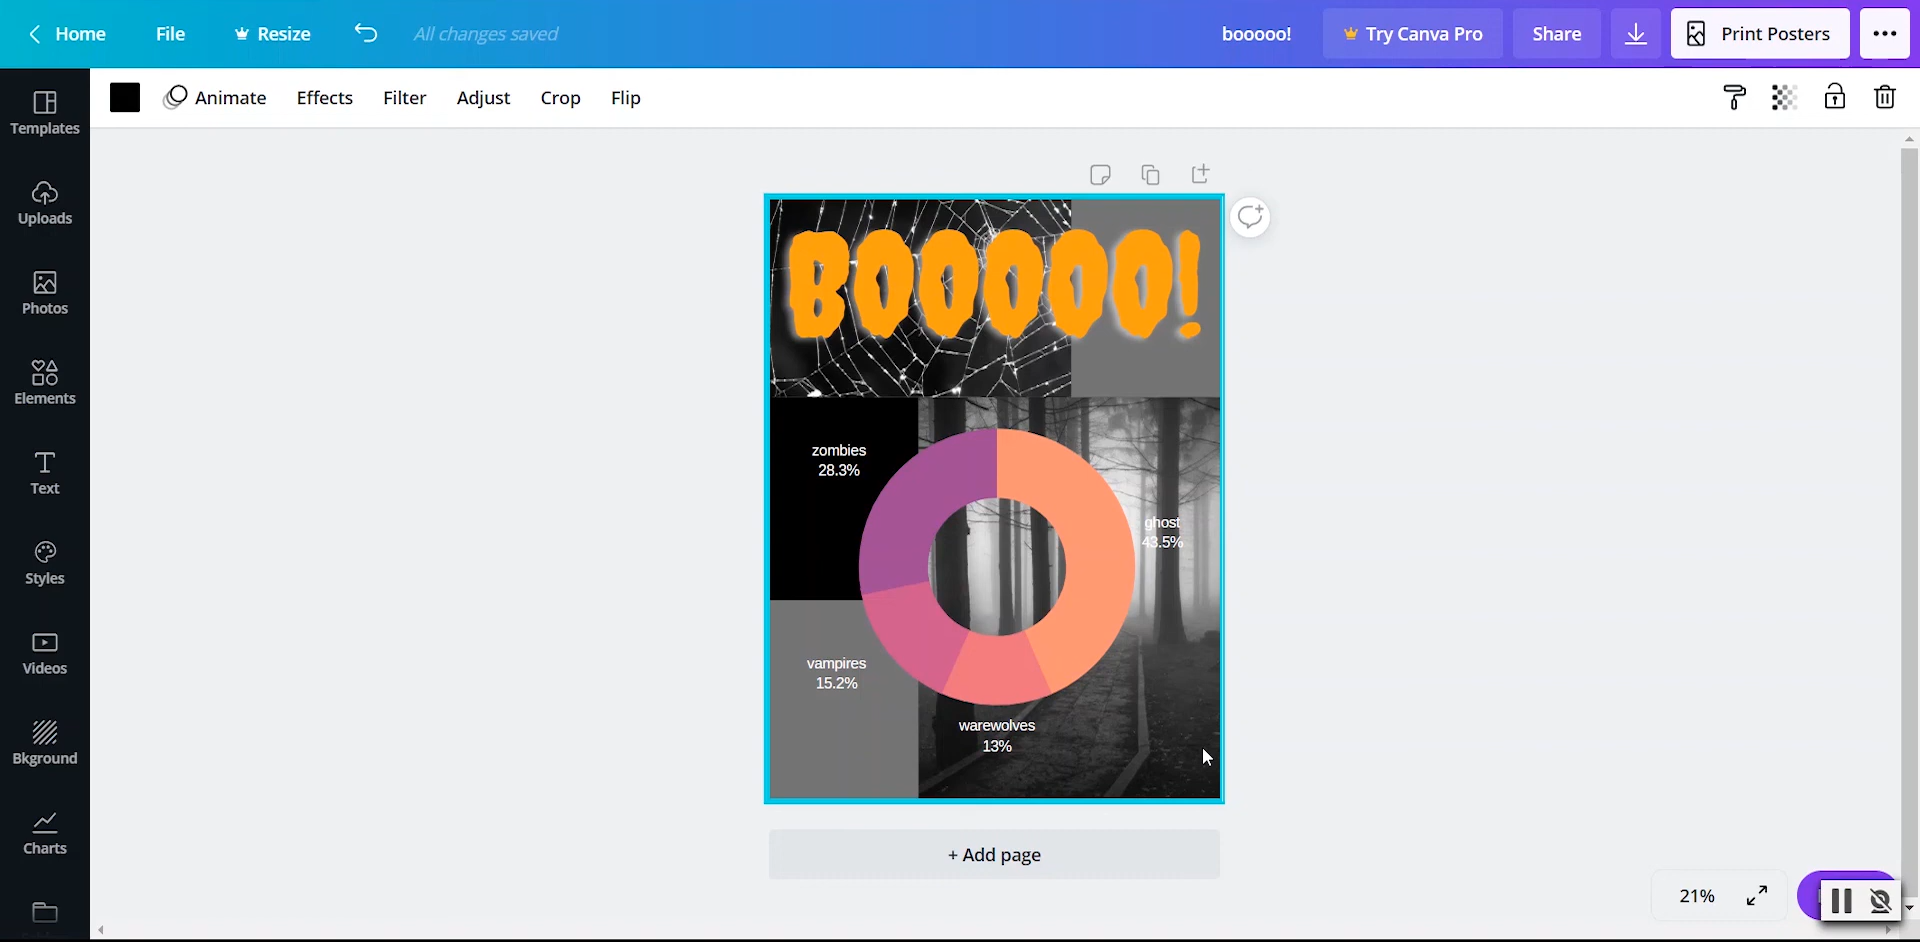 Home
File
Resize
All changes saved
booooo!
Try Canva Pro
Share
Print Posters
Animate
Effects
Filter
Adjust
Crop
Flip
Templates
Uploads
Photos
Elements
Text
Styles
Videos
Bkground
Charts
BOOOOO!
zombies
28.3%
ghost
43.5%
vampires
15.2%
warewolves
13%
+ Add page
21%